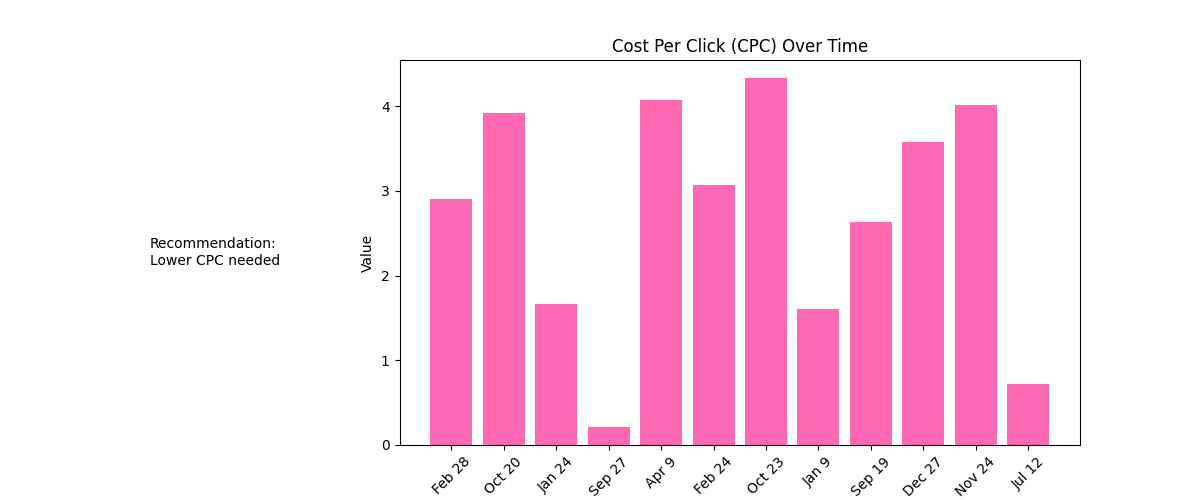 Cost Per Click (CPC) Over Time
Recommendation:
Lower CPC needed
Value
4
3
2
1
0
Feb 28
Oct 20
Jan 24
Sep 27
Apr 9
Feb 24
Oct 23
Jan 9
Sep 19
Dec 27
Nov 24
Jul 12